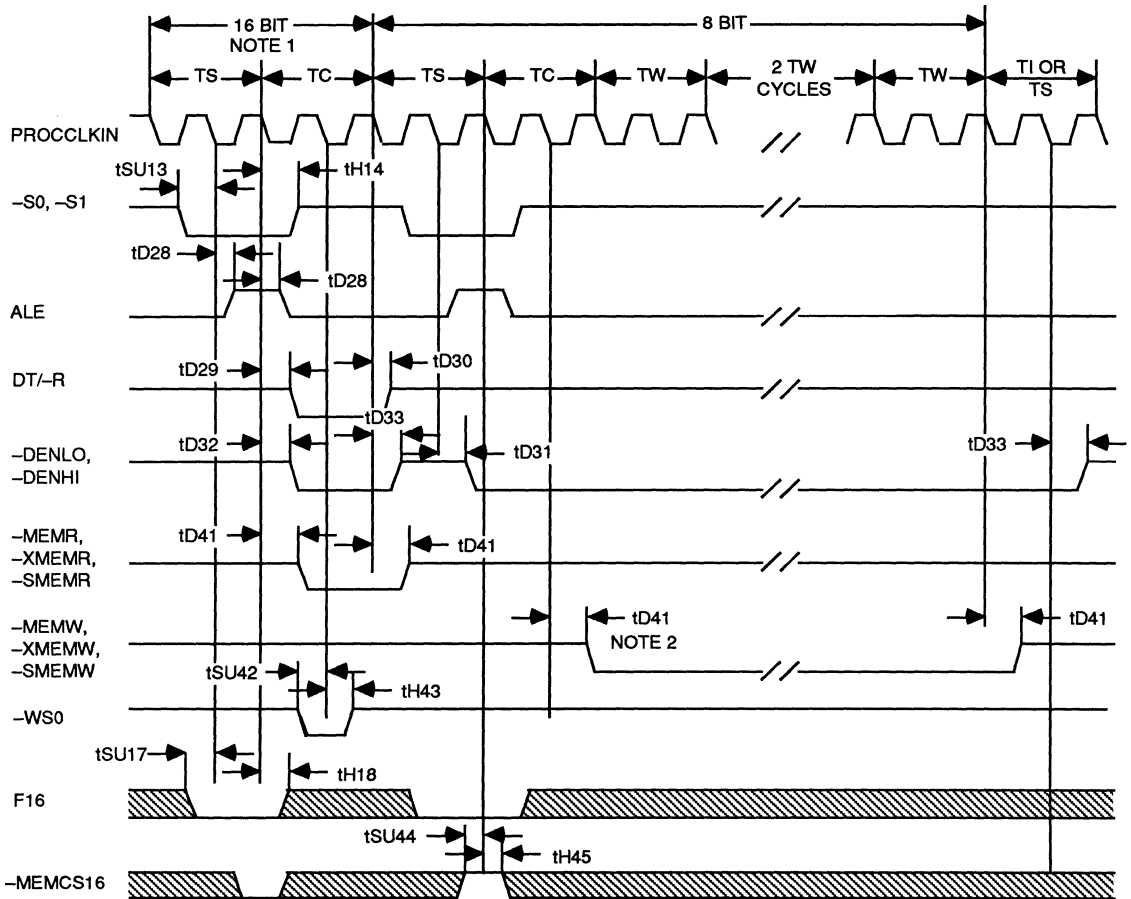 16 BIT
NOTE 1
8 BIT
TS
TC
TS
TC
TW
2 TW
CYCLES
TW
TI OR
TS
PROCCLKIN
tSU13
tH14
–S0, –S1
tD28
tD28
ALE
tD29
tD30
DT/–R
tD33
tD32
tD31
tD33
–DENLO,
–DENHI
–MEMR,
–XMEMR,
–SMEMR
tD41
tD41
–MEMW,
–XMEMW,
–SMEMW
tD41
NOTE 2
tD41
tSU42
tH43
–WS0
tSU17
tH18
F16
tSU44
tH45
–MEMCS16